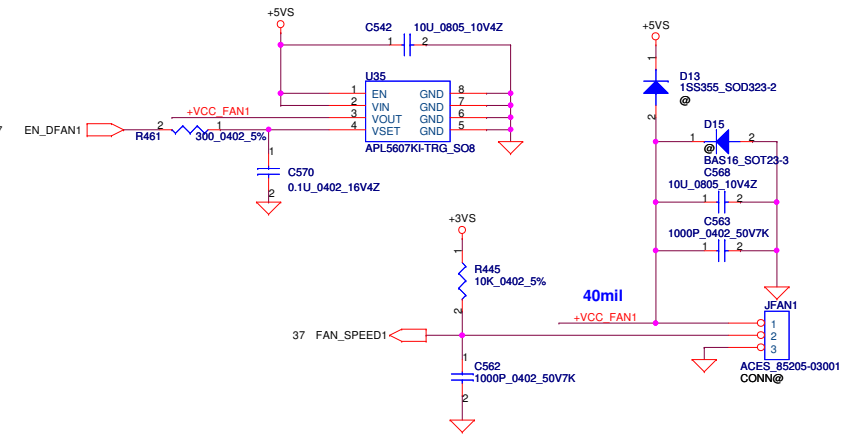 +5VS
C542 10U_0805_10V4Z
1 2
U35
1 EN GND 8
2 VIN GND 7
3 VOUT GND 6
4 VSET GND 5
APL5607KI-TRG_SO8
+VCC_FAN1
EN_DFAN1
2 1
R461 300_0402_5%
1
C570
0.1U_0402_16V4Z
2
+5VS
1
D13
1SS355_SOD323-2
@
2
D15
1 2
@
BAS16_SOT23-3
C568
10U_0805_10V4Z
1 2
C563
1000P_0402_50V7K
1 2
+3VS
1
R445
10K_0402_5%
2
40mil
+VCC_FAN1
37 FAN_SPEED1
1
C562
1000P_0402_50V7K
2
JFAN1
1
2
3
ACES_85205-03001
CONN@